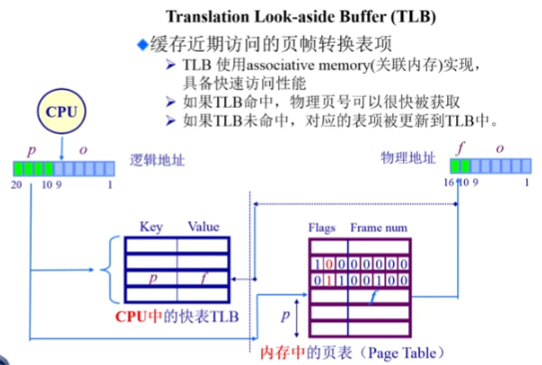 Translation Look-aside Buffer (TLB)
◆缓存近期访问的页帧转换表项
➢ TLB 使用associative memory(关联内存)实现，
具备快速访问性能
➢ 如果TLB命中，物理页号可以很快被获取
➢ 如果TLB未命中，对应的表项被更新到TLB中。
CPU
p o
逻辑地址
20 10 9 1
物理地址
f o
16 10 9 1
Key Value
p f
CPU中的快表TLB
Flags Frame num
1 0 0 0 0 0 0 0
0 1 1 0 0 1 0 0
f
p
内存中的页表（Page Table）